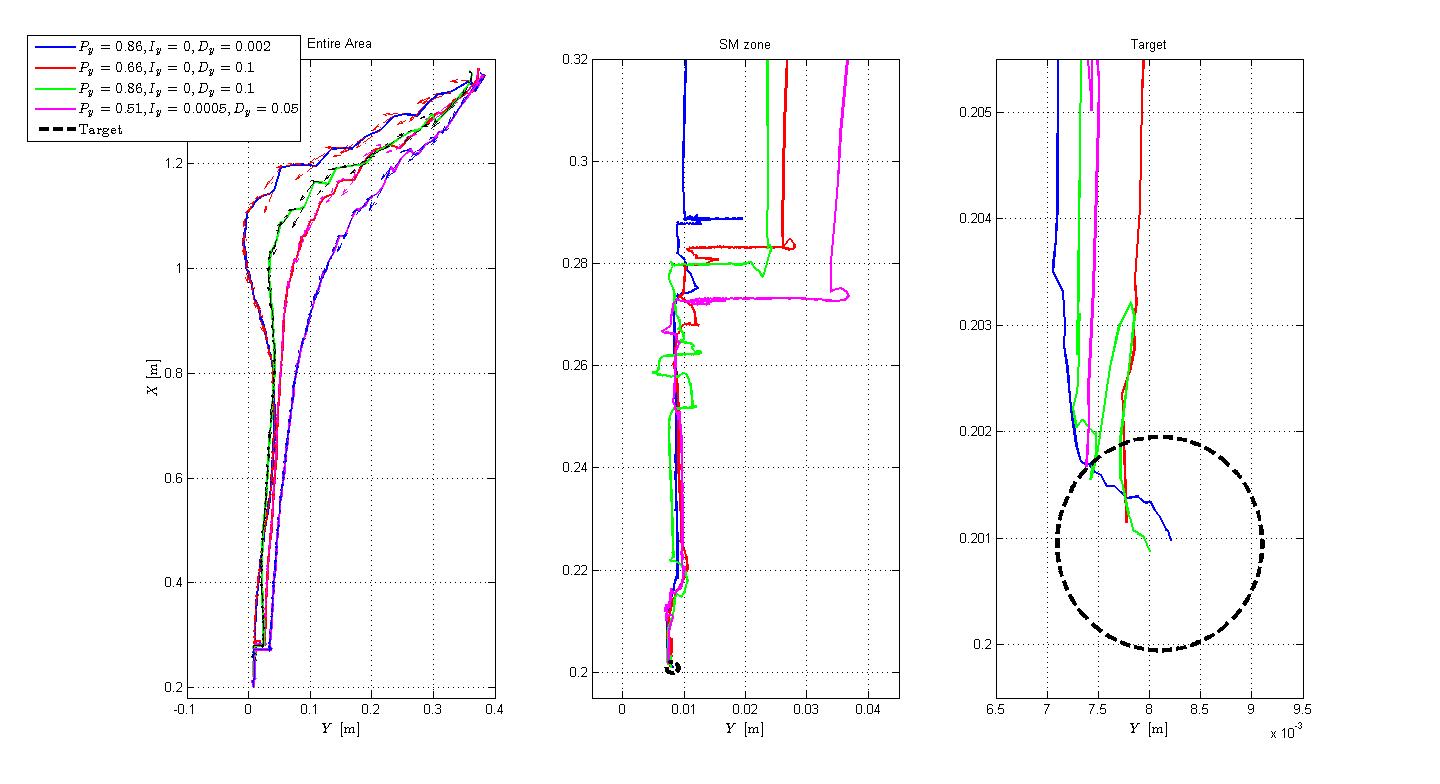 P_y = 0.86, I_y = 0, D_y = 0.002
P_y = 0.66, I_y = 0, D_y = 0.1
P_y = 0.86, I_y = 0, D_y = 0.1
P_y = 0.51, I_y = 0.0005, D_y = 0.05
Target
Entire Area
1.2
1
0.8
0.6
0.4
0.2
X [m]
-0.1 0 0.1 0.2 0.3 0.4
Y [m]
SM zone
0.32
0.3
0.28
0.26
0.24
0.22
0.2
0 0.01 0.02 0.03 0.04
Y [m]
Target
0.205
0.204
0.203
0.202
0.201
0.2
6.5 7 7.5 8 8.5 9 9.5
x 10^-3
Y [m]